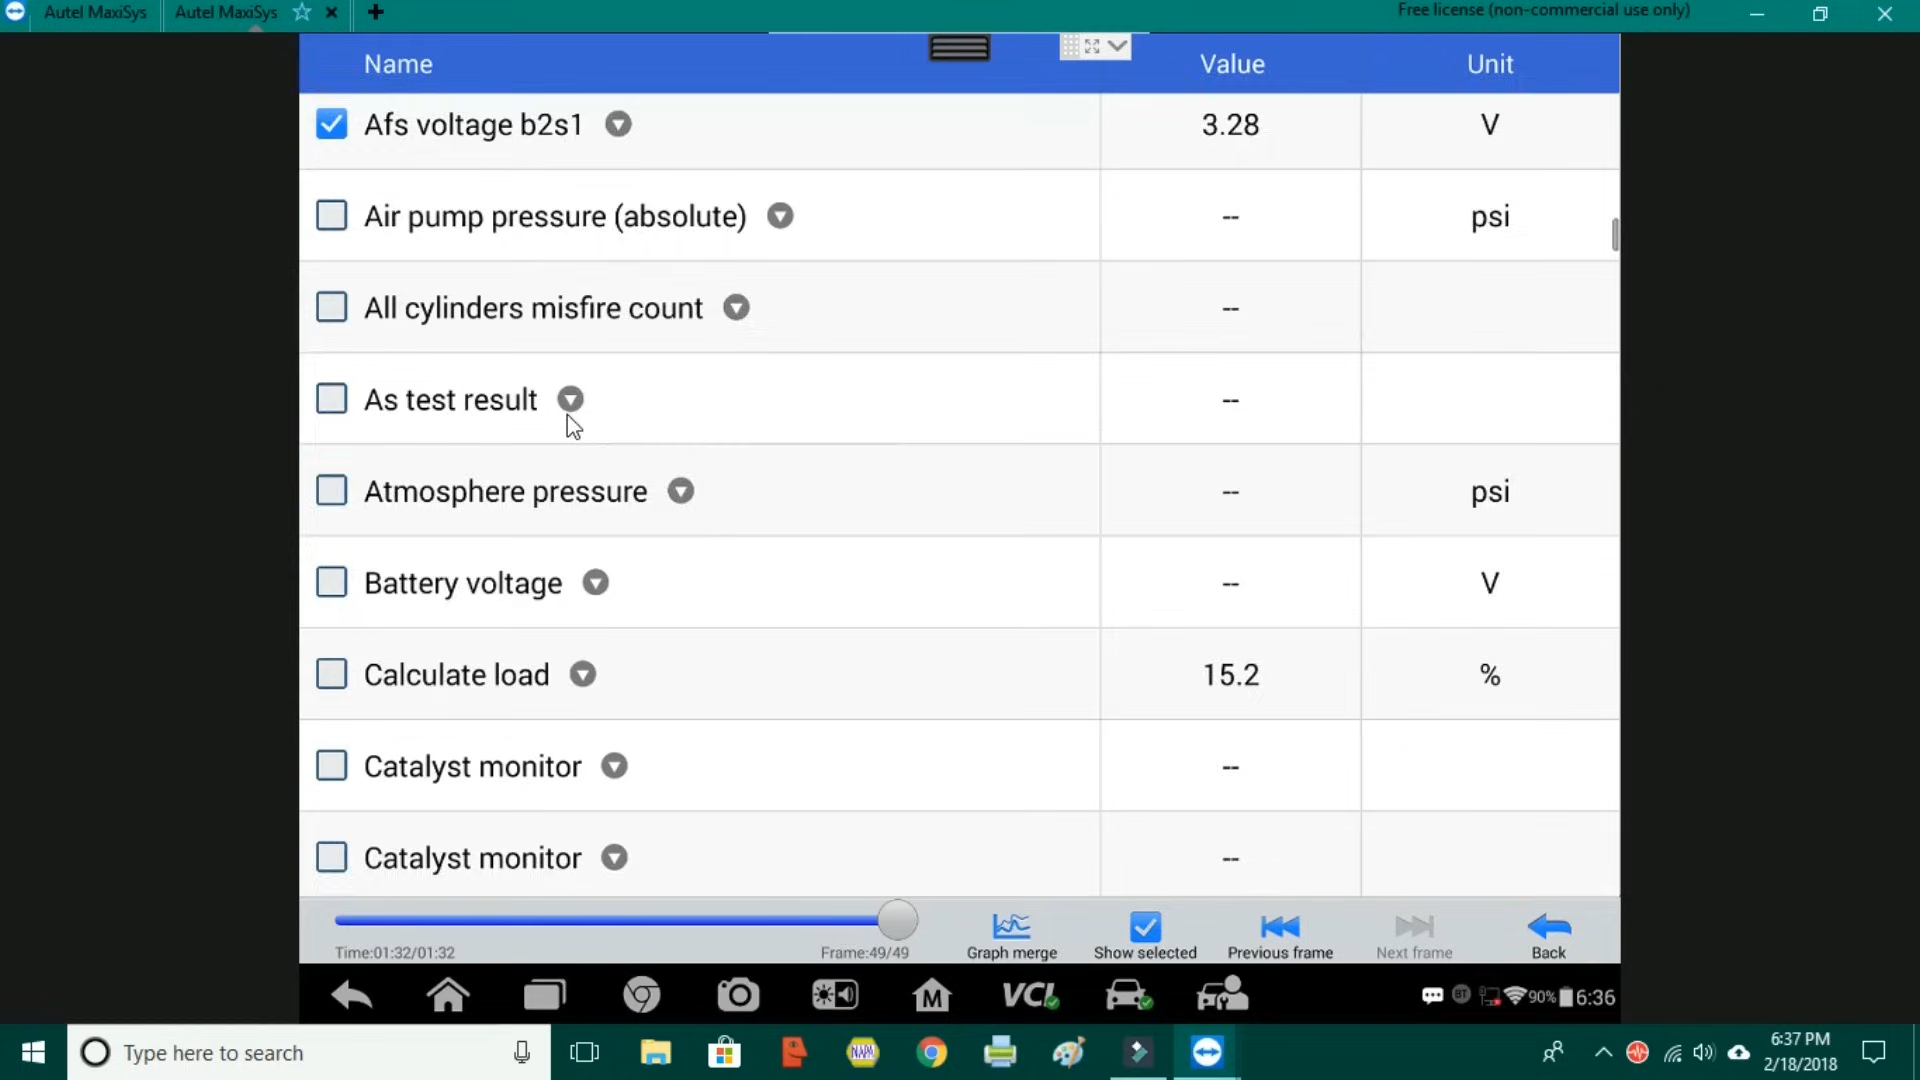 Autel MaxiSys
Autel MaxiSys
Free license (non-commercial use only)
Name Value Unit
Afs voltage b2s1 3.28 V
Air pump pressure (absolute) -- psi
All cylinders misfire count --
As test result --
Atmosphere pressure -- psi
Battery voltage -- V
Calculate load 15.2 %
Catalyst monitor --
Catalyst monitor --
Time:01:32/01:32 Frame:49/49
Graph merge Show selected Previous frame Next frame Back
M VCI BT 90% 6:36
Type here to search NAPA 6:37 PM
2/18/2018